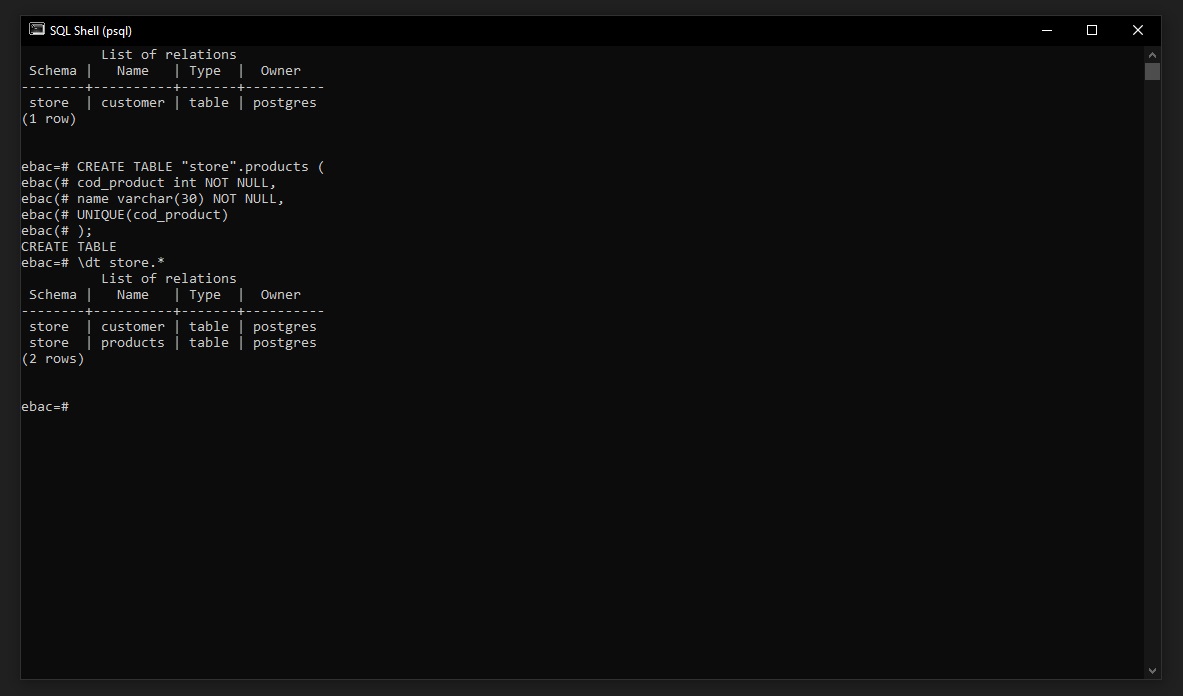 SQL Shell (psql)
          List of relations
 Schema |   Name   | Type  |  Owner
--------+----------+-------+----------
 store  | customer | table | postgres
(1 row)
ebac=# CREATE TABLE "store".products (
ebac(# cod_product int NOT NULL,
ebac(# name varchar(30) NOT NULL,
ebac(# UNIQUE(cod_product)
ebac(# );
CREATE TABLE
ebac=# \dt store.*
          List of relations
 Schema |   Name   | Type  |  Owner
--------+----------+-------+----------
 store  | customer | table | postgres
 store  | products | table | postgres
(2 rows)
ebac=#